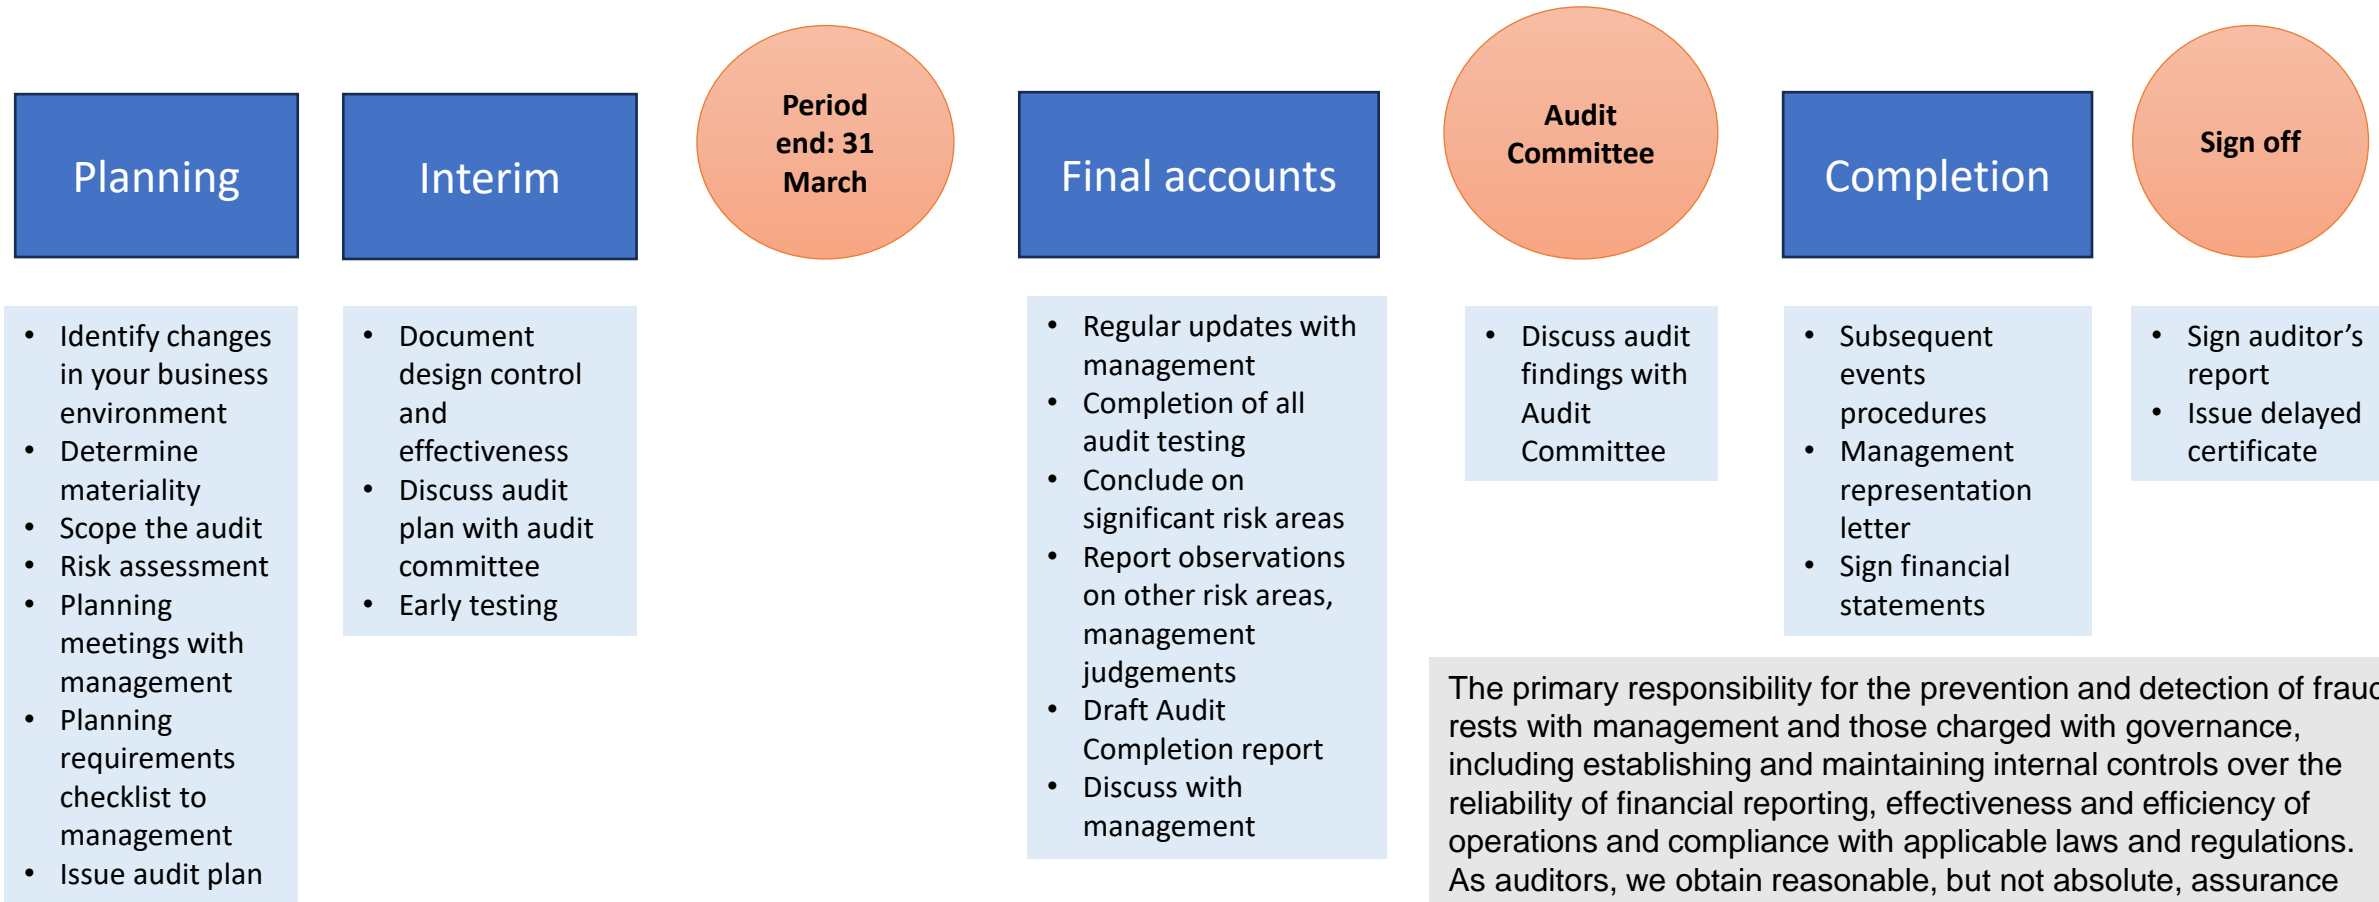 Planning
Interim
Period
end: 31
March
Final accounts
Audit
Committee
Completion
Sign off
• Identify changes
in your business
environment
• Determine
materiality
• Scope the audit
• Risk assessment
• Planning
meetings with
management
• Planning
requirements
checklist to
management
• Issue audit plan
• Document
design control
and
effectiveness
• Discuss audit
plan with audit
committee
• Early testing
• Regular updates with
management
• Completion of all
audit testing
• Conclude on
significant risk areas
• Report observations
on other risk areas,
management
judgements
• Draft Audit
Completion report
• Discuss with
management
• Discuss audit
findings with
Audit
Committee
• Subsequent
events
procedures
• Management
representation
letter
• Sign financial
statements
• Sign auditor’s
report
• Issue delayed
certificate
The primary responsibility for the prevention and detection of fraud
rests with management and those charged with governance,
including establishing and maintaining internal controls over the
reliability of financial reporting, effectiveness and efficiency of
operations and compliance with applicable laws and regulations.
As auditors, we obtain reasonable, but not absolute, assurance